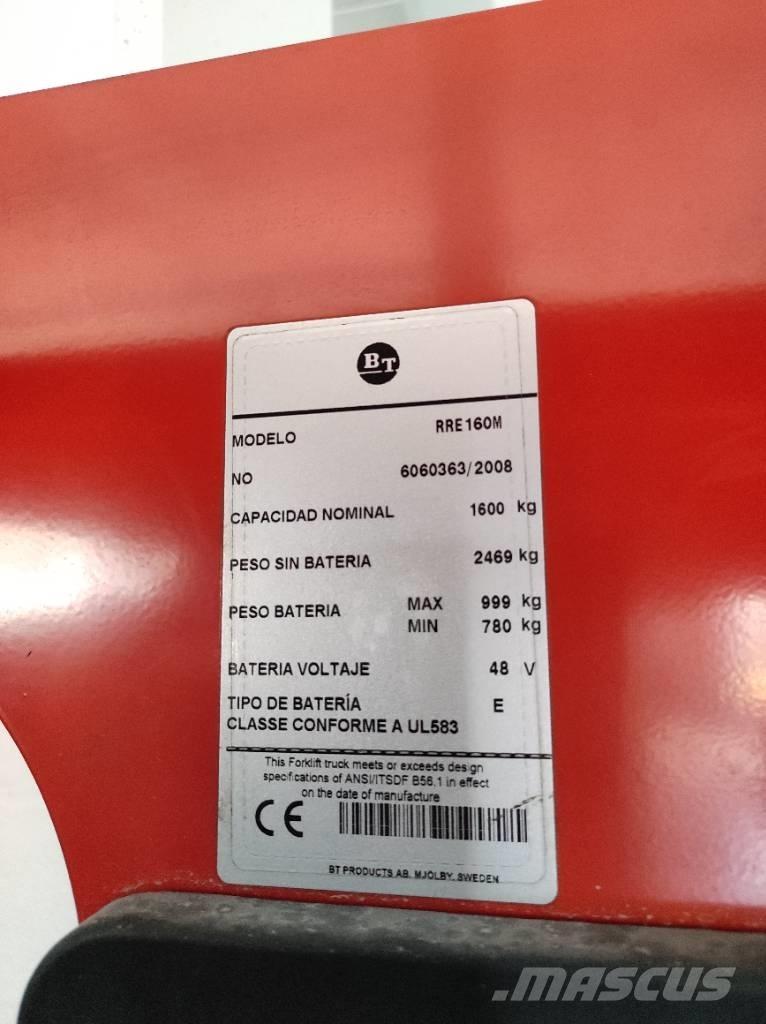 BT
MODELO RRE160M
NO 6060363/2008
CAPACIDAD NOMINAL 1600 kg
PESO SIN BATERIA 2469 kg
PESO BATERIA MAX 999 kg
MIN 780 kg
BATERIA VOLTAJE 48 V
TIPO DE BATERÍA E
CLASSE CONFORME A UL583
This Forklift truck meets or exceeds design
specifications of ANSI/ITSDF B56.1 in effect
on the date of manufacture
CE
BT PRODUCTS AB, MJOLBY, SWEDEN
MASCUS